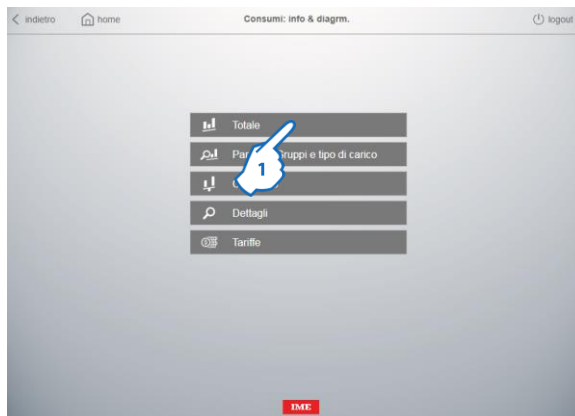 indietro home Consumi: info & diagrm. logout
Totale
Gruppi e tipo di carico
1
Dettagli
Tariffe
IME